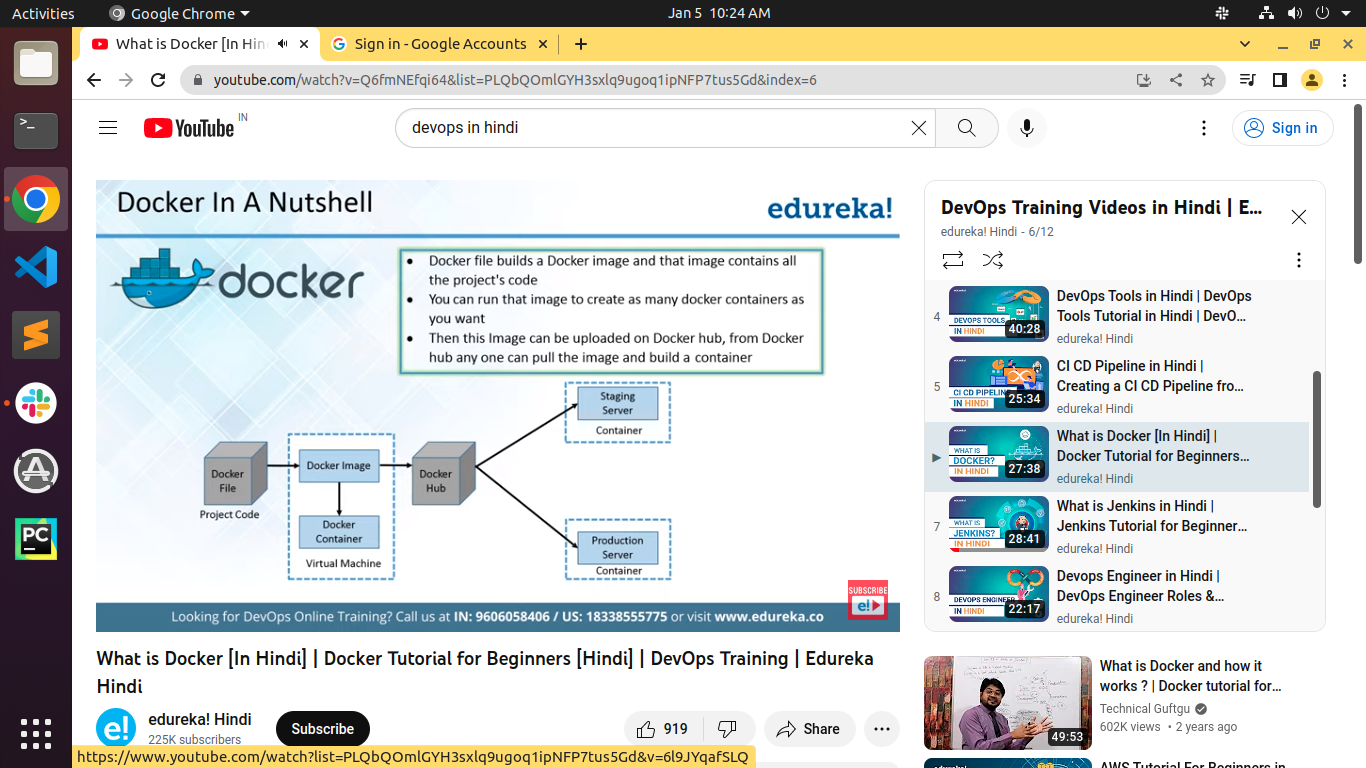 Activities
Google Chrome
Jan 5 10:24 AM
What is Docker [In Hin
Sign in - Google Accounts
youtube.com/watch?v=Q6fmNEfqi64&list=PLQbQOmlGYH3sxlq9ugoq1ipNFP7tus5Gd&index=6
YouTube IN
devops in hindi
Sign in
Docker In A Nutshell
edureka!
docker
• Docker file builds a Docker image and that image contains all
the project's code
• You can run that image to create as many docker containers as
you want
• Then this Image can be uploaded on Docker hub, from Docker
hub any one can pull the image and build a container
Staging
Server
Container
Docker
File
Project Code
Docker Image
Docker
Container
Virtual Machine
Docker
Hub
Production
Server
Container
SUBSCRIBE
e!
Looking for DevOps Online Training? Call us at IN: 9606058406 / US: 18338555775 or visit www.edureka.co
What is Docker [In Hindi] | Docker Tutorial for Beginners [Hindi] | DevOps Training | Edureka
Hindi
e!
edureka! Hindi
225K subscribers
Subscribe
919
Share
https://www.youtube.com/watch?list=PLQbQOmlGYH3sxlq9ugoq1ipNFP7tus5Gd&v=6l9JYqafSLQ
DevOps Training Videos in Hindi | E...
edureka! Hindi - 6/12
4
DEVOPS TOOLS
IN HINDI
40:28
DevOps Tools in Hindi | DevOps
Tools Tutorial in Hindi | DevO...
edureka! Hindi
5
CI CD PIPELINE
IN HINDI
25:34
CI CD Pipeline in Hindi |
Creating a CI CD Pipeline fro...
edureka! Hindi
WHAT IS
DOCKER?
IN HINDI
27:38
What is Docker [In Hindi] |
Docker Tutorial for Beginners...
edureka! Hindi
7
WHAT IS
JENKINS?
IN HINDI
28:41
What is Jenkins in Hindi |
Jenkins Tutorial for Beginner...
edureka! Hindi
8
DEVOPS ENGINEER
IN HINDI
22:17
Devops Engineer in Hindi |
DevOps Engineer Roles &...
edureka! Hindi
49:53
What is Docker and how it
works ? | Docker tutorial for...
Technical Guftgu
602K views • 2 years ago
AWS Tutorial For Beginners in
>_
PC